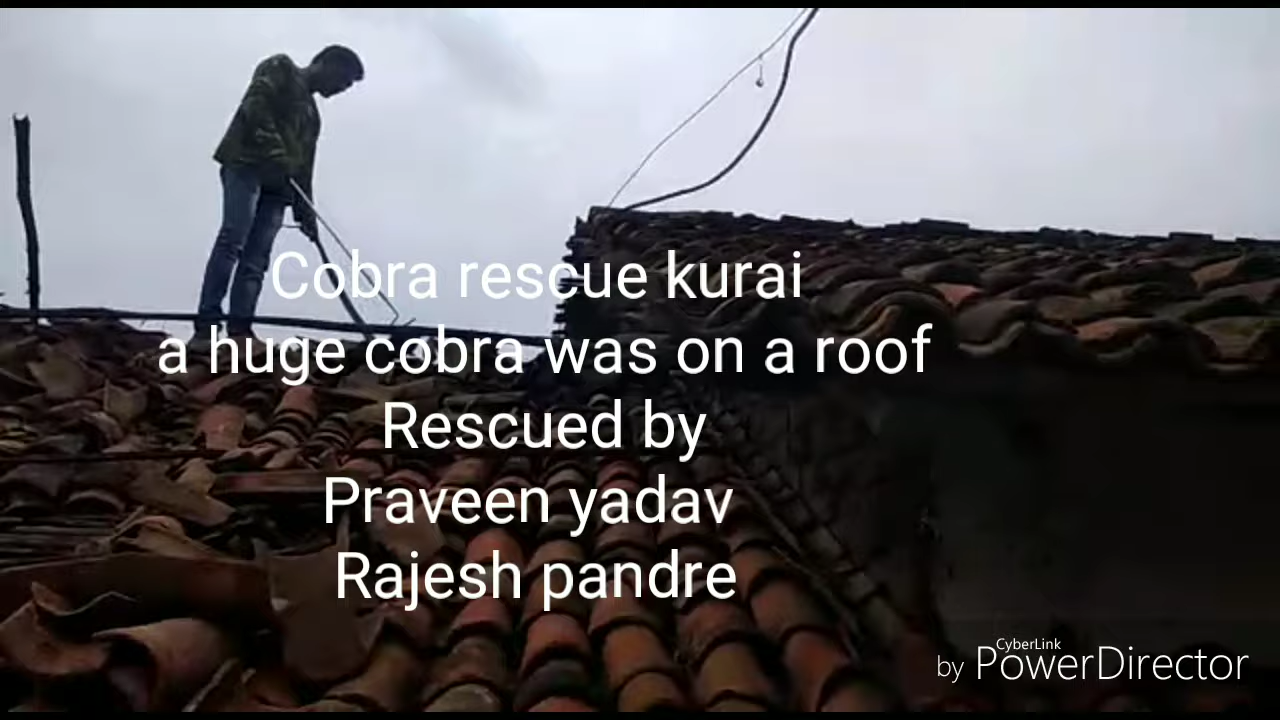 Cobra rescue kurai
a huge cobra was on a roof
Rescued by
Praveen yadav
Rajesh pandre
CyberLink
by PowerDirector